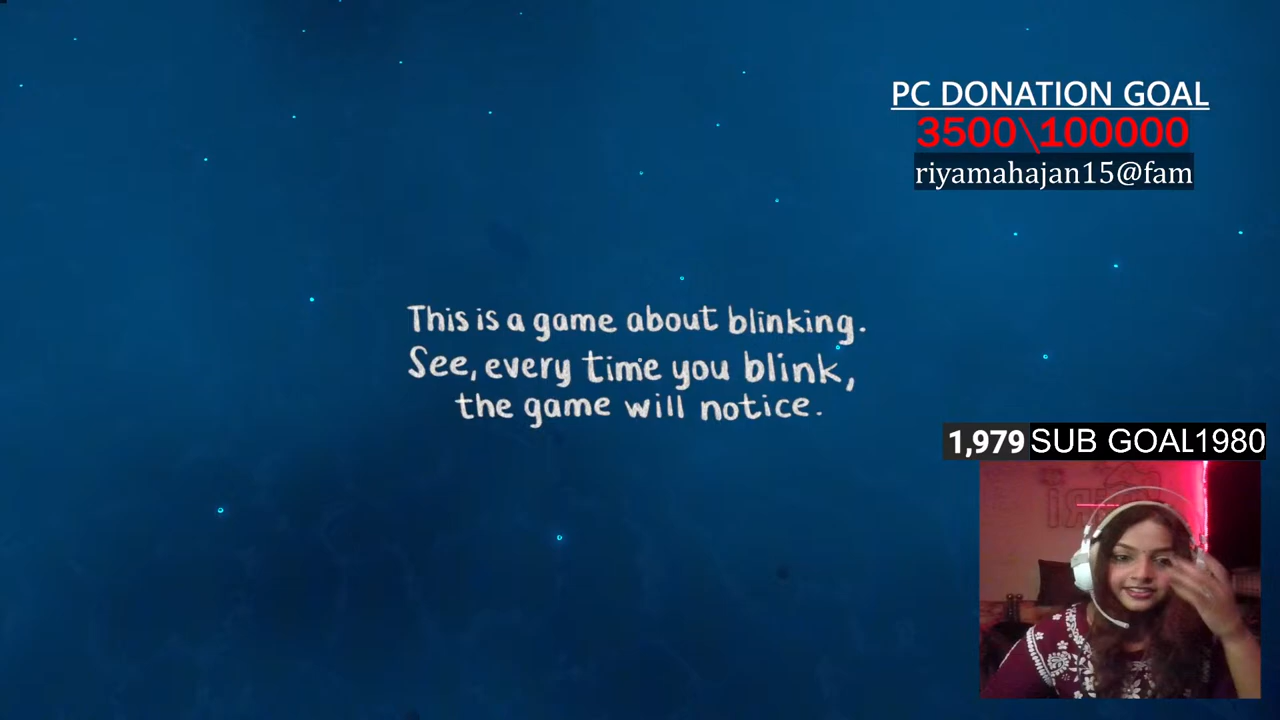 PC DONATION GOAL
3500\100000
riyamahajan15@fam
This is a game about blinking.
See, every time you blink,
the game will notice.
1,979 SUB GOAL1980